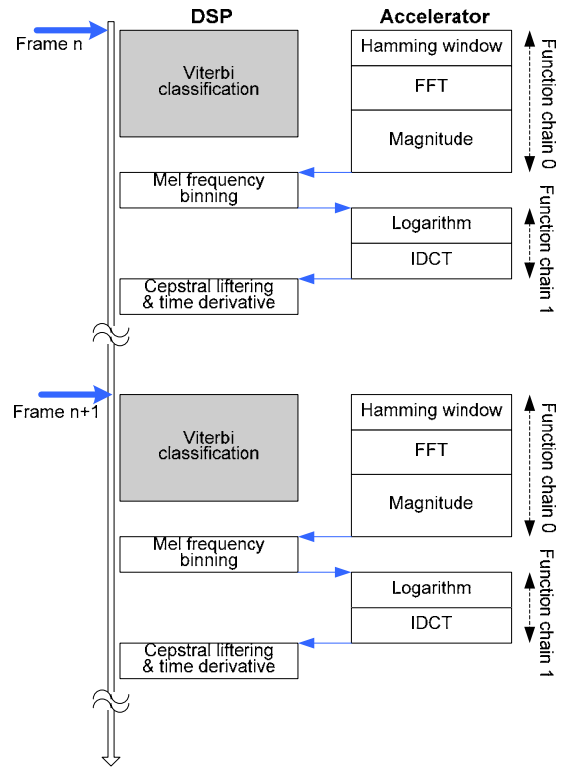 DSP
Accelerator
Frame n
Viterbi
classification
Hamming window
FFT
Magnitude
Function chain 0
Mel frequency
binning
Logarithm
IDCT
Function chain 1
Cepstral liftering
& time derivative
Frame n+1
Viterbi
classification
Hamming window
FFT
Magnitude
Function chain 0
Mel frequency
binning
Logarithm
IDCT
Function chain 1
Cepstral liftering
& time derivative